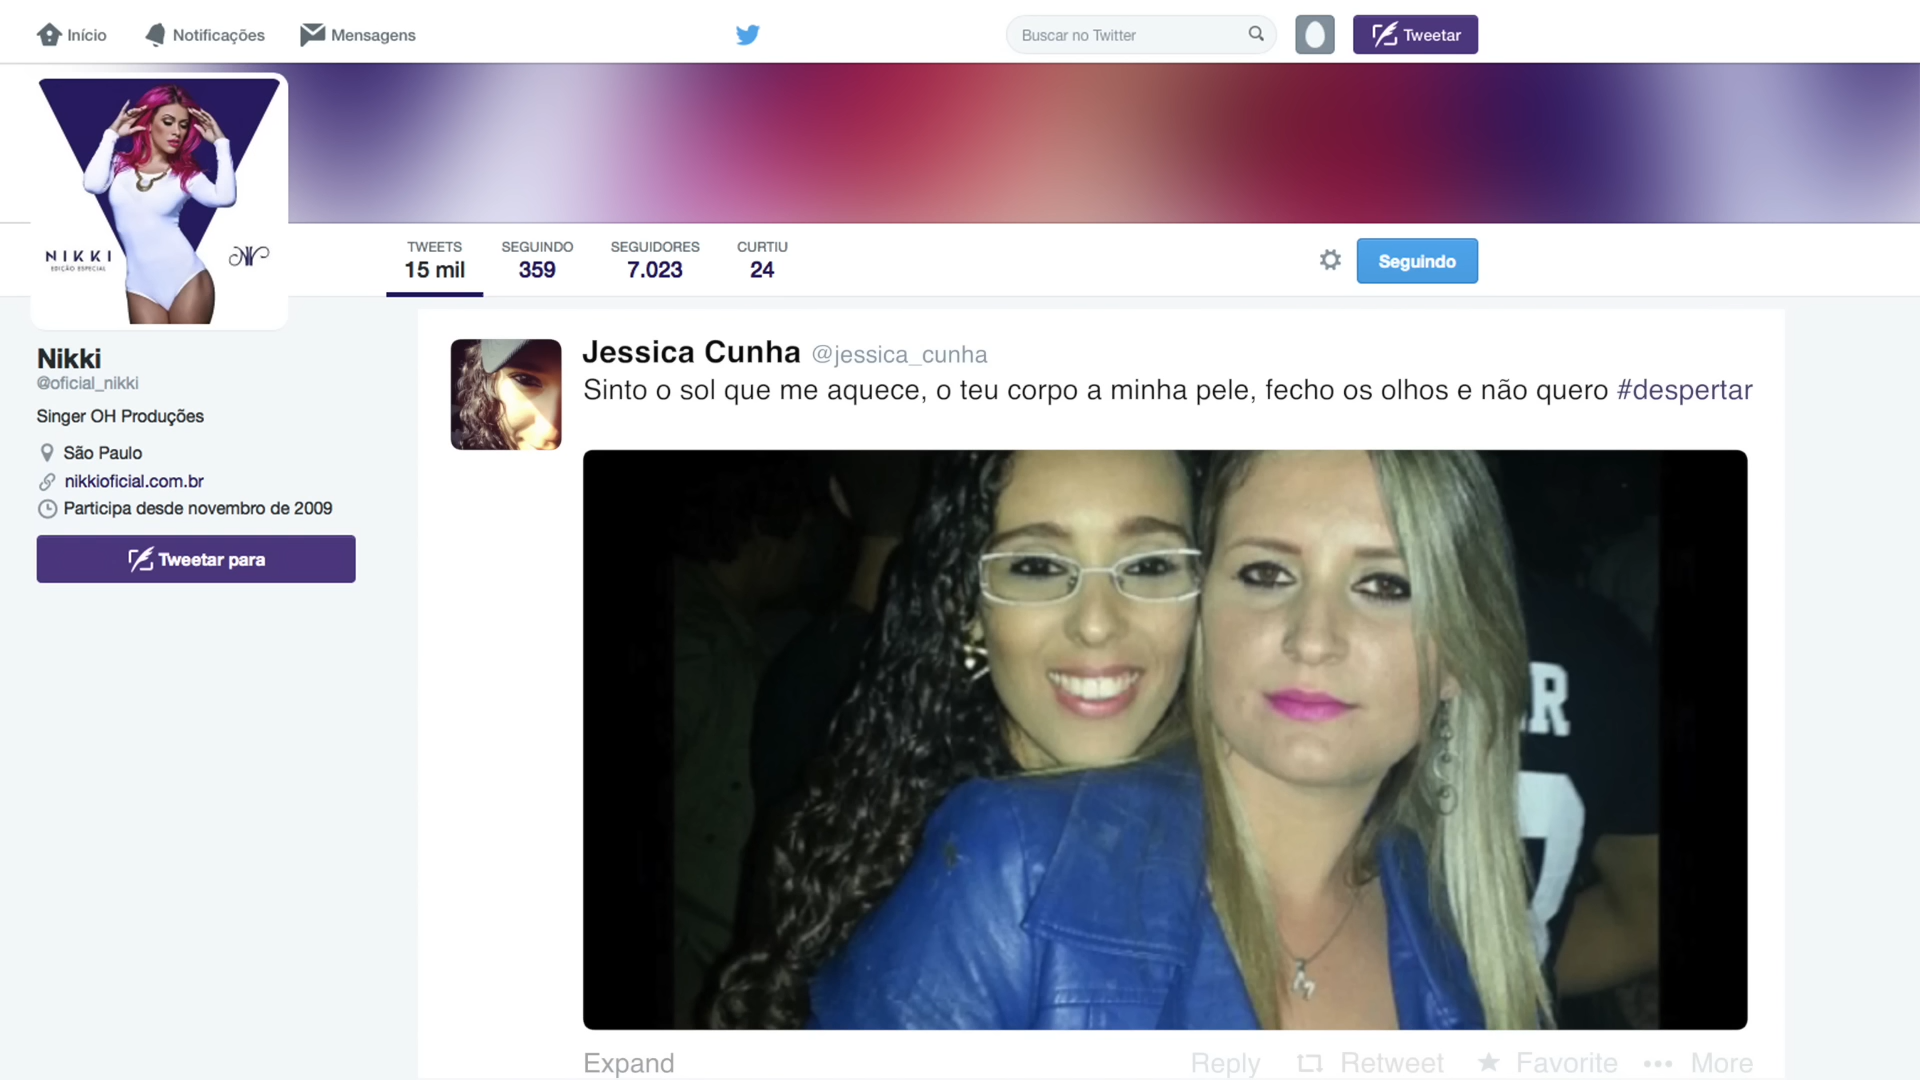 Início
Notificações
Mensagens
Buscar no Twitter
Tweetar
NIKKI
EDIÇÃO ESPECIAL
TWEETS
15 mil
SEGUINDO
359
SEGUIDORES
7.023
CURTIU
24
Seguindo
Nikki
@oficial_nikki
Singer OH Produções
São Paulo
nikkioficial.com.br
Participa desde novembro de 2009
Tweetar para
Jessica Cunha @jessica_cunha
Sinto o sol que me aquece, o teu corpo a minha pele, fecho os olhos e não quero #despertar
Expand
Reply
Retweet
Favorite
More